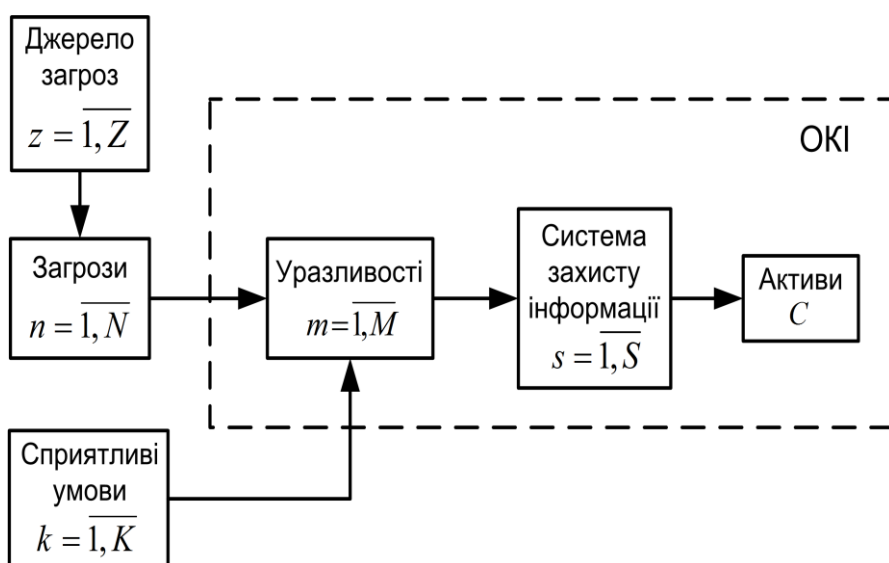 Джерело
загроз
z = 1, Z
ОКІ
Загрози
n = 1, N
Уразливості
m=1, M
Система
захисту
інформації
s = 1, S
Активи
C
Сприятливі
умови
k = 1, K